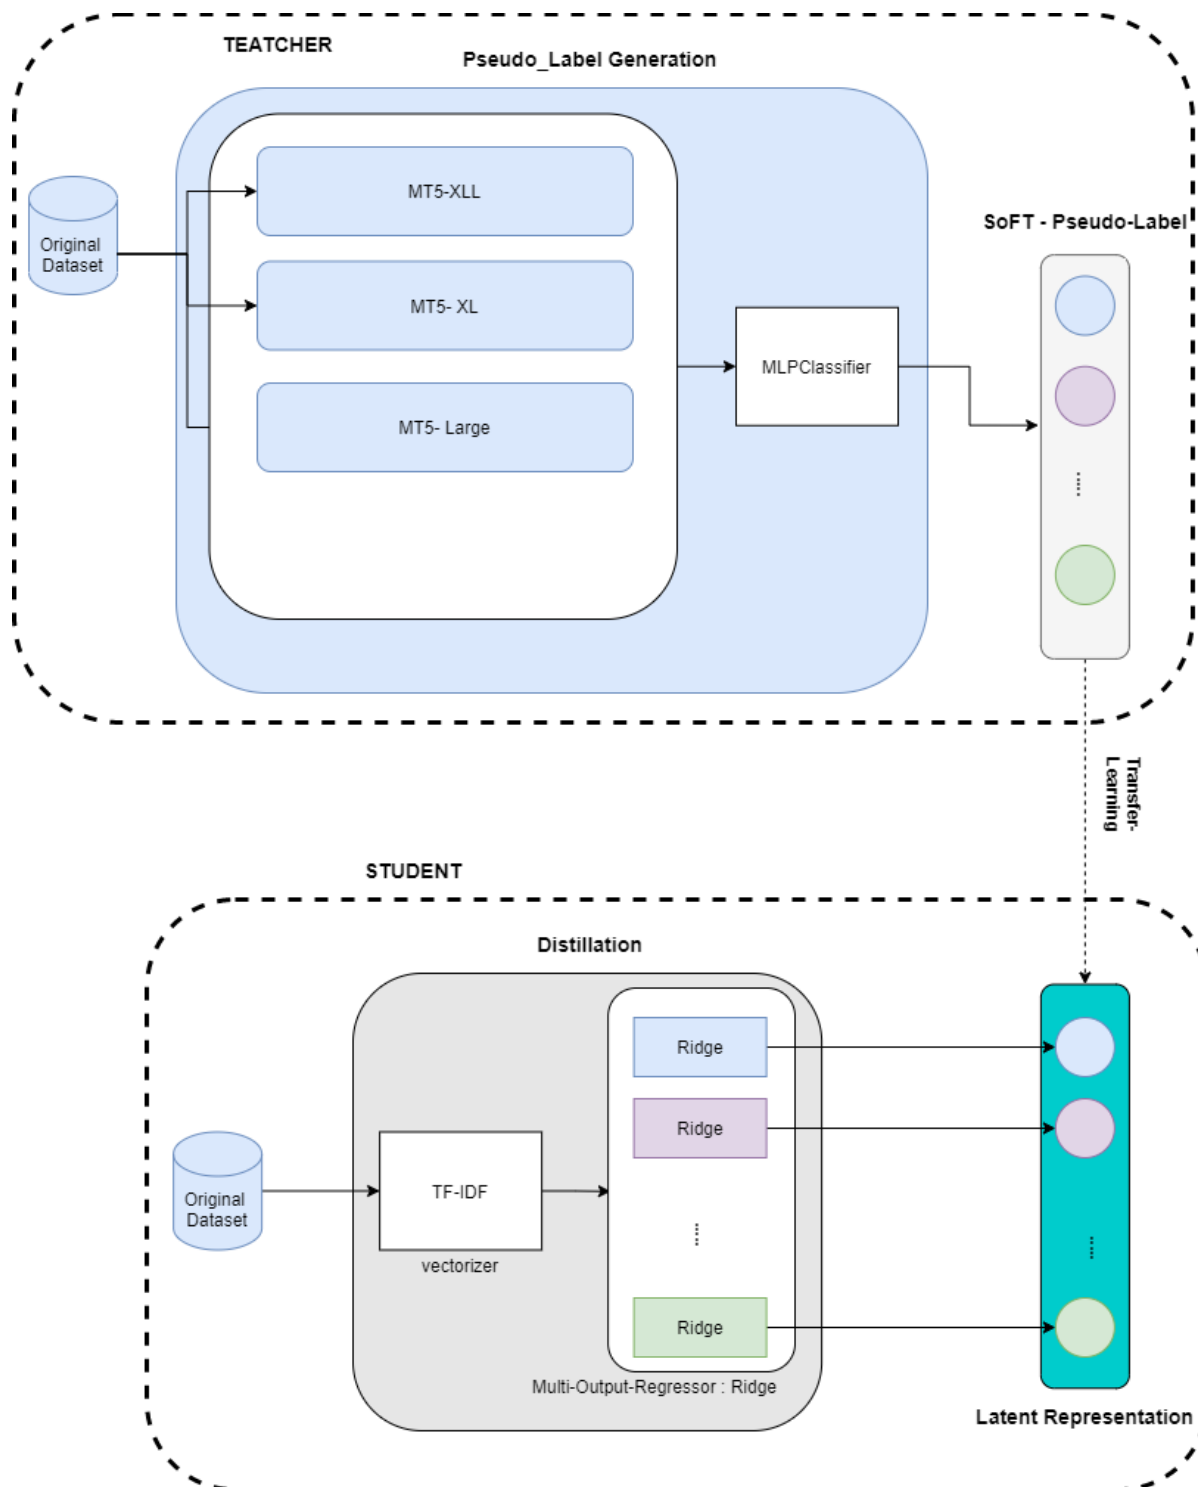 TEATCHER
Pseudo_Label Generation
MT5-XLL
Original
Dataset
MT5- XL
MT5- Large
MLPClassifier
SoFT - Pseudo-Label
Transfer-
Learning
STUDENT
Distillation
Original
Dataset
TF-IDF
vectorizer
Ridge
Ridge
Ridge
Multi-Output-Regressor : Ridge
Latent Representation